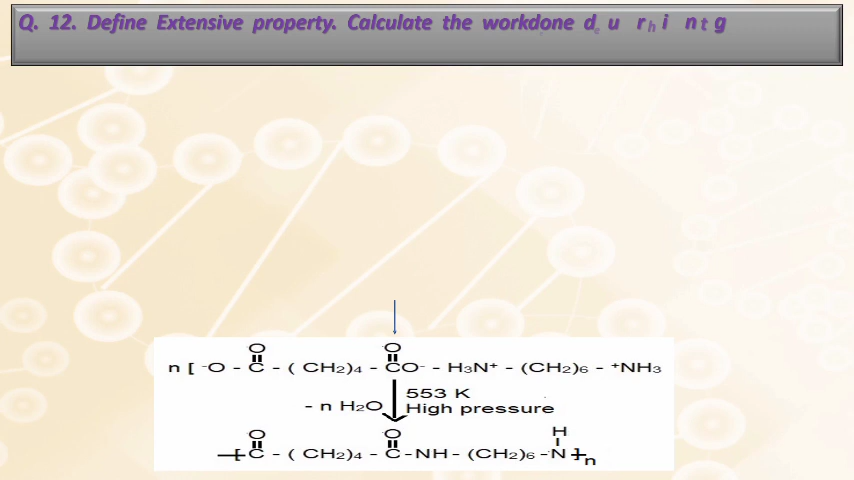 Q. 12. Define Extensive property. Calculate the workdone
O O
n [ -O - C - ( CH2)4 - CO- - H3N+ - (CH2)6 - +NH3
553 K
- n H2O
High pressure
O O H
[ C - ( CH2)4 - C-NH - (CH2)6 -N ]n